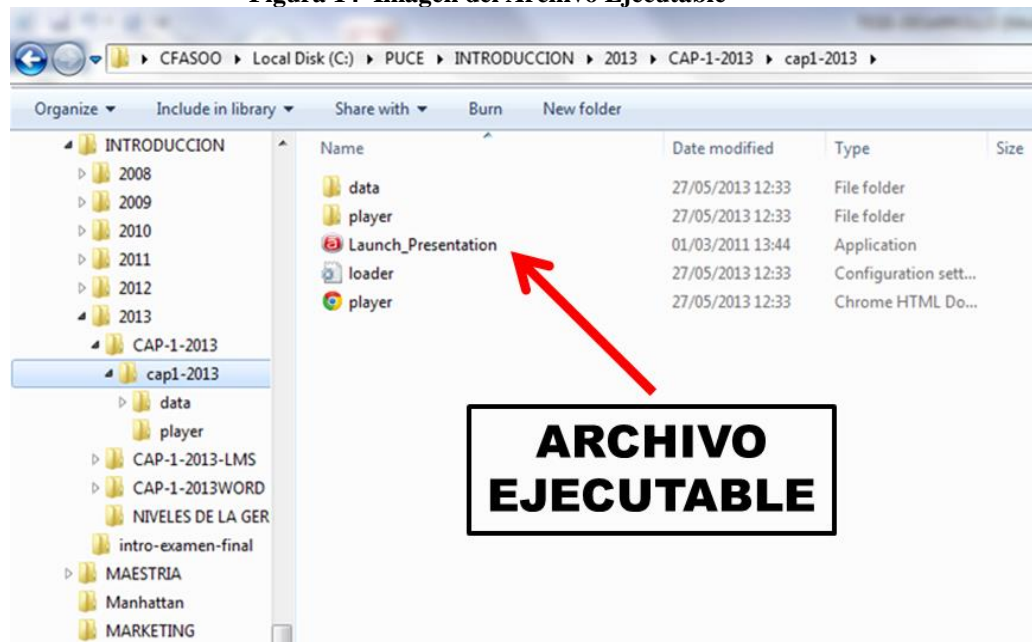 CFASOO ▸ Local Disk (C:) ▸ PUCE ▸ INTRODUCCION ▸ 2013 ▸ CAP-1-2013 ▸ cap1-2013 ▸
Organize Include in library Share with Burn New folder
INTRODUCCION
2008
2009
2010
2011
2012
2013
CAP-1-2013
cap1-2013
data
player
CAP-1-2013-LMS
CAP-1-2013WORD
NIVELES DE LA GER
intro-examen-final
MAESTRIA
Manhattan
MARKETING
Name Date modified Type Size
data 27/05/2013 12:33 File folder
player 27/05/2013 12:33 File folder
Launch_Presentation 01/03/2011 13:44 Application
loader 27/05/2013 12:33 Configuration sett...
player 27/05/2013 12:33 Chrome HTML Do...
ARCHIVO
EJECUTABLE